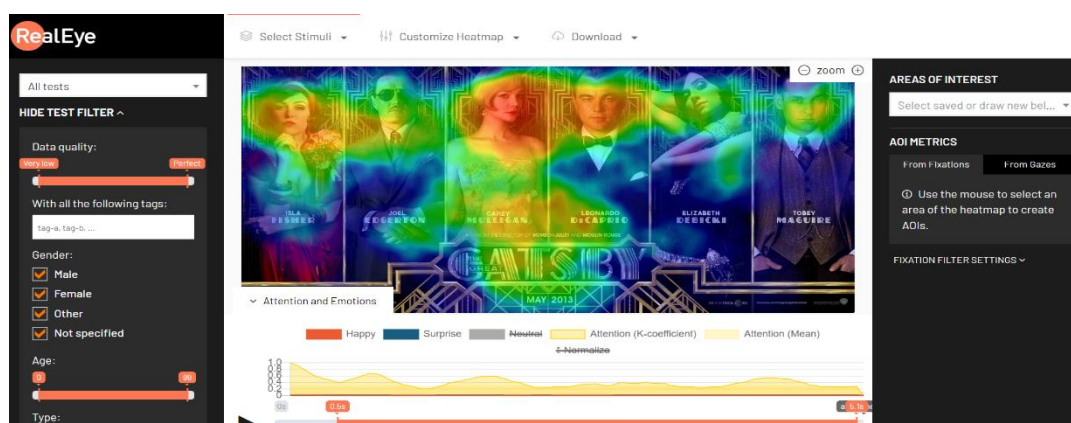 RealEye
Select Stimuli
Customize Heatmap
Download
All tests
HIDE TEST FILTER
Data quality:
Very low
Perfect
With all the following tags:
tag-a, tag-b, ...
Gender:
Male
Female
Other
Not specified
Age:
0
99
Type:
zoom
ISLA
FISHER
JOEL
EDGERTON
CAREY
MULLIGAN
LEONARDO
DiCAPRIO
ELIZABETH
DEBICKI
TOBEY
MAGUIRE
THE
GREAT
GATSBY
MAY 2013
Attention and Emotions
Happy
Surprise
Neutral
Attention (K-coefficient)
Attention (Mean)
Normalize
1.0
0.8
0.6
0.4
0.2
0
0s
0.5s
5.1s
AREAS OF INTEREST
Select saved or draw new bel...
AOI METRICS
From Fixations
From Gazes
Use the mouse to select an
area of the heatmap to create
AOIs.
FIXATION FILTER SETTINGS